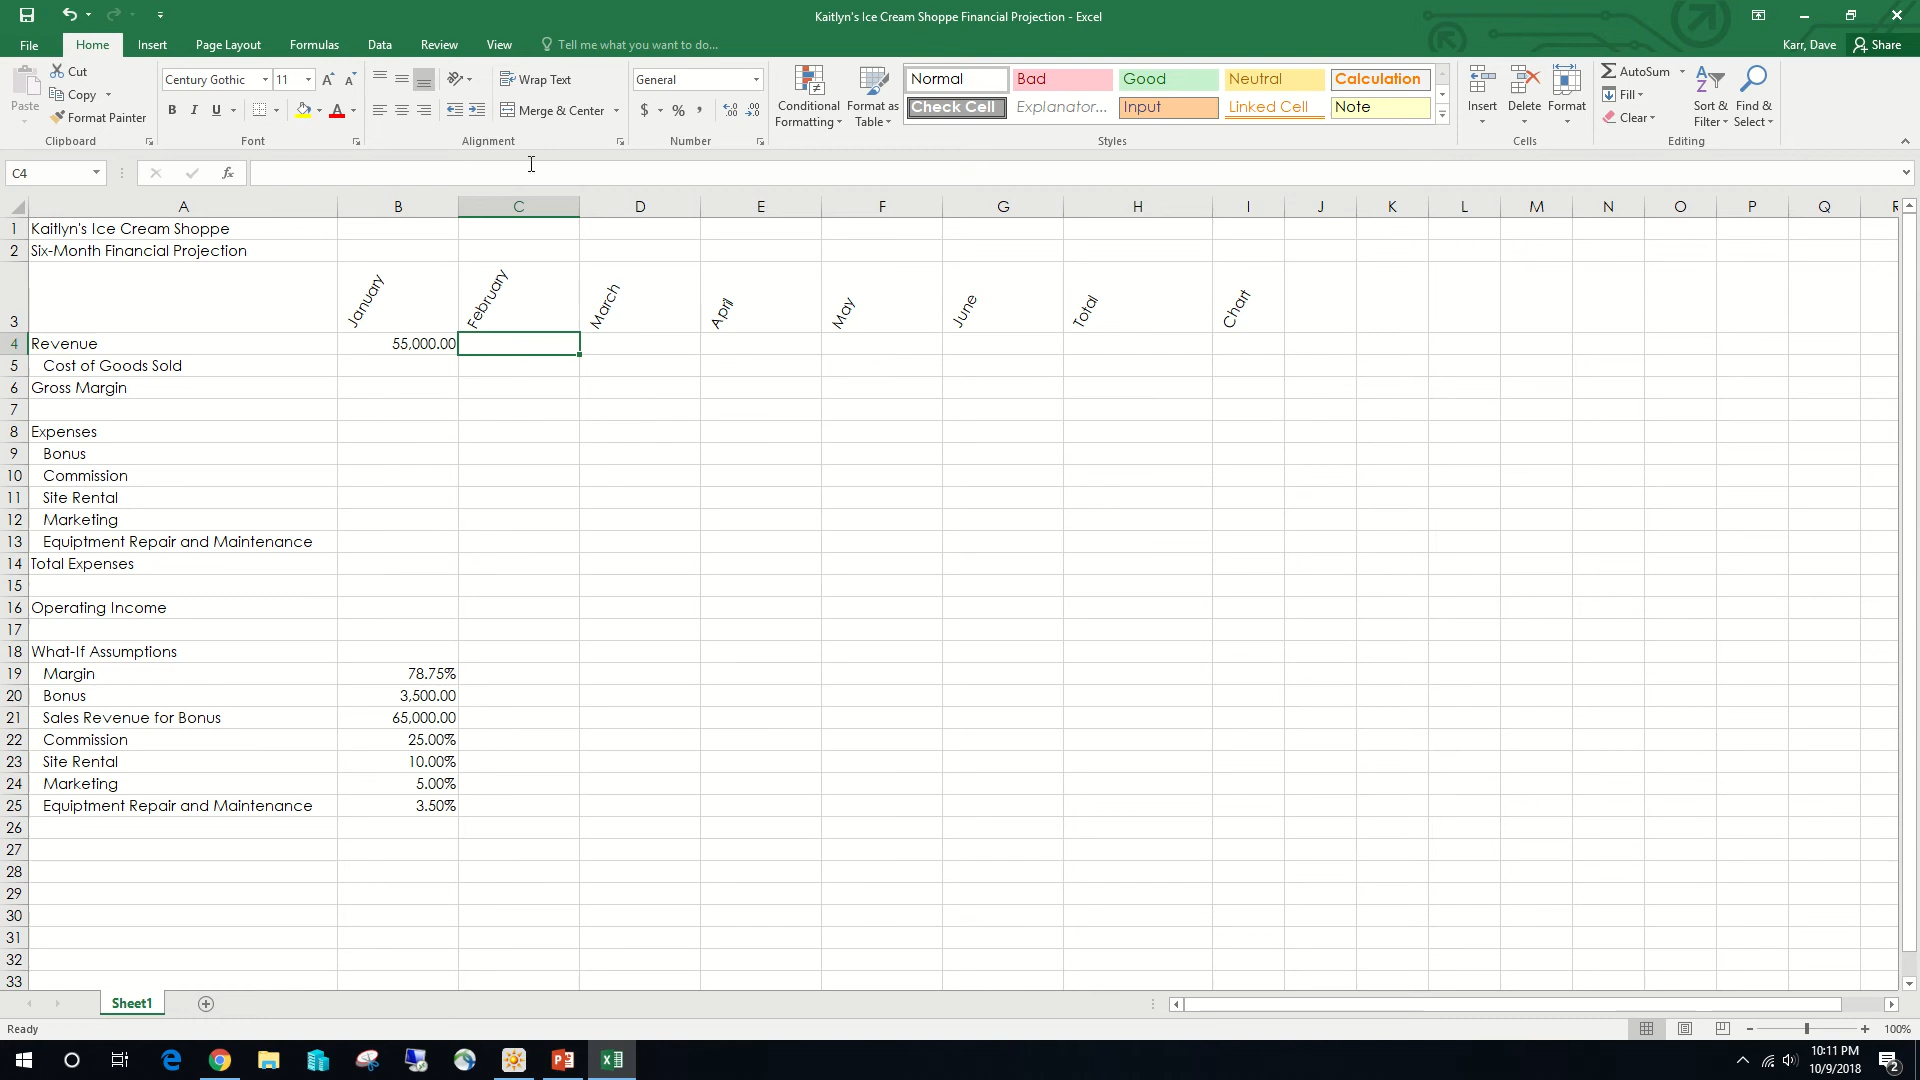 Kaitlyn's Ice Cream Shoppe Financial Projection - Excel
File Home Insert Page Layout Formulas Data Review View Tell me what you want to do... Karr, Dave Share
Paste
Cut
Copy
Format Painter
Clipboard
Century Gothic 11
B I U
Font
Wrap Text
Merge & Center
Alignment
General
$ % ,
Number
Conditional Formatting
Format as Table
Normal Bad Good Neutral Calculation
Check Cell Explanator... Input Linked Cell Note
Styles
Insert Delete Format
Cells
AutoSum
Fill
Clear
Sort & Filter
Find & Select
Editing
C4 fx
A B C D E F G H I J K L M N O P Q R
1 Kaitlyn's Ice Cream Shoppe
2 Six-Month Financial Projection
3 January February March April May June Total Chart
4 Revenue 55,000.00
5 Cost of Goods Sold
6 Gross Margin
7
8 Expenses
9 Bonus
10 Commission
11 Site Rental
12 Marketing
13 Equiptment Repair and Maintenance
14 Total Expenses
15
16 Operating Income
17
18 What-If Assumptions
19 Margin 78.75%
20 Bonus 3,500.00
21 Sales Revenue for Bonus 65,000.00
22 Commission 25.00%
23 Site Rental 10.00%
24 Marketing 5.00%
25 Equiptment Repair and Maintenance 3.50%
26
27
28
29
30
31
32
33
Sheet1
Ready 100%
10:11 PM
10/9/2018
2